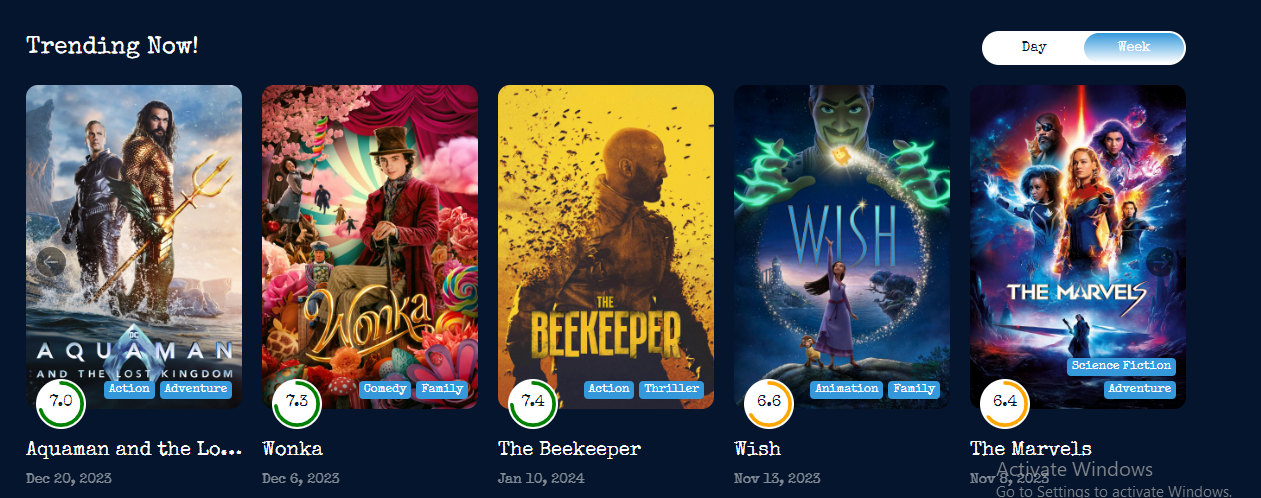 Trending Now!
Day
Week
AQUAMAN
AND THE LOST KINGDOM
Action
Adventure
7.0
Aquaman and the Lo...
Dec 20, 2023
Wonka
Comedy
Family
7.3
Wonka
Dec 6, 2023
THE
BEEKEEPER
Action
Thriller
7.4
The Beekeeper
Jan 10, 2024
WISH
Animation
Family
6.6
Wish
Nov 13, 2023
THE MARVELS
Science Fiction
Adventure
6.4
The Marvels
Nov 8, 2023
Activate Windows
Go to Settings to activate Windows.